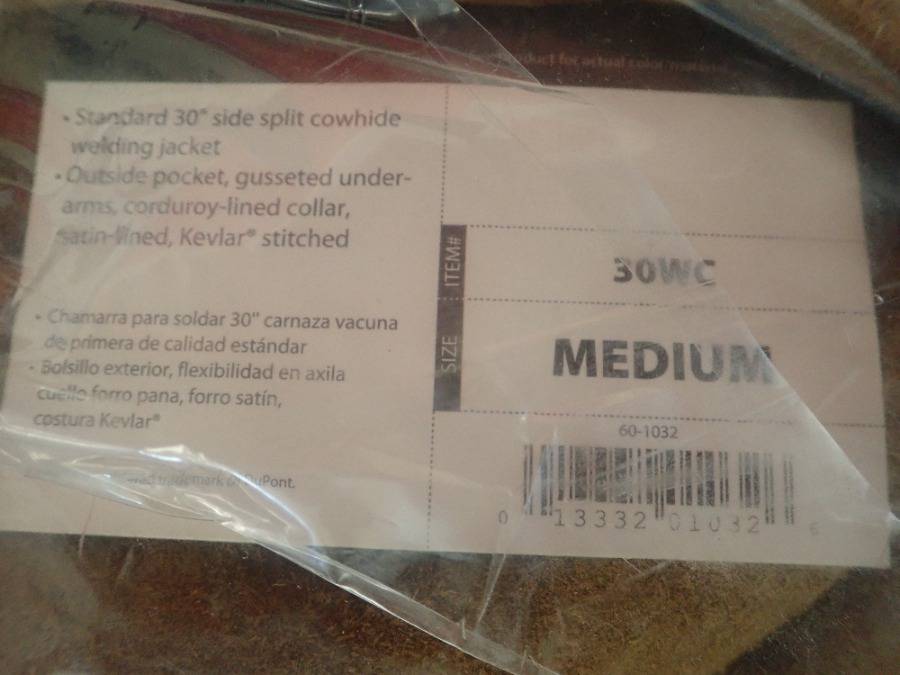 product for actual color/material
• Standard 30" side split cowhide
welding jacket
• Outside pocket, gusseted under-
arms, corduroy-lined collar,
satin-lined, Kevlar® stitched
• Chamarra para soldar 30" carnaza vacuna
de primera de calidad estándar
• Bolsillo exterior, flexibilidad en axila
cuello forro pana, forro satín,
costura Kevlar®
trademark of DuPont.
ITEM#
30WC
SIZE
MEDIUM
60-1032
0 13332 01032 6